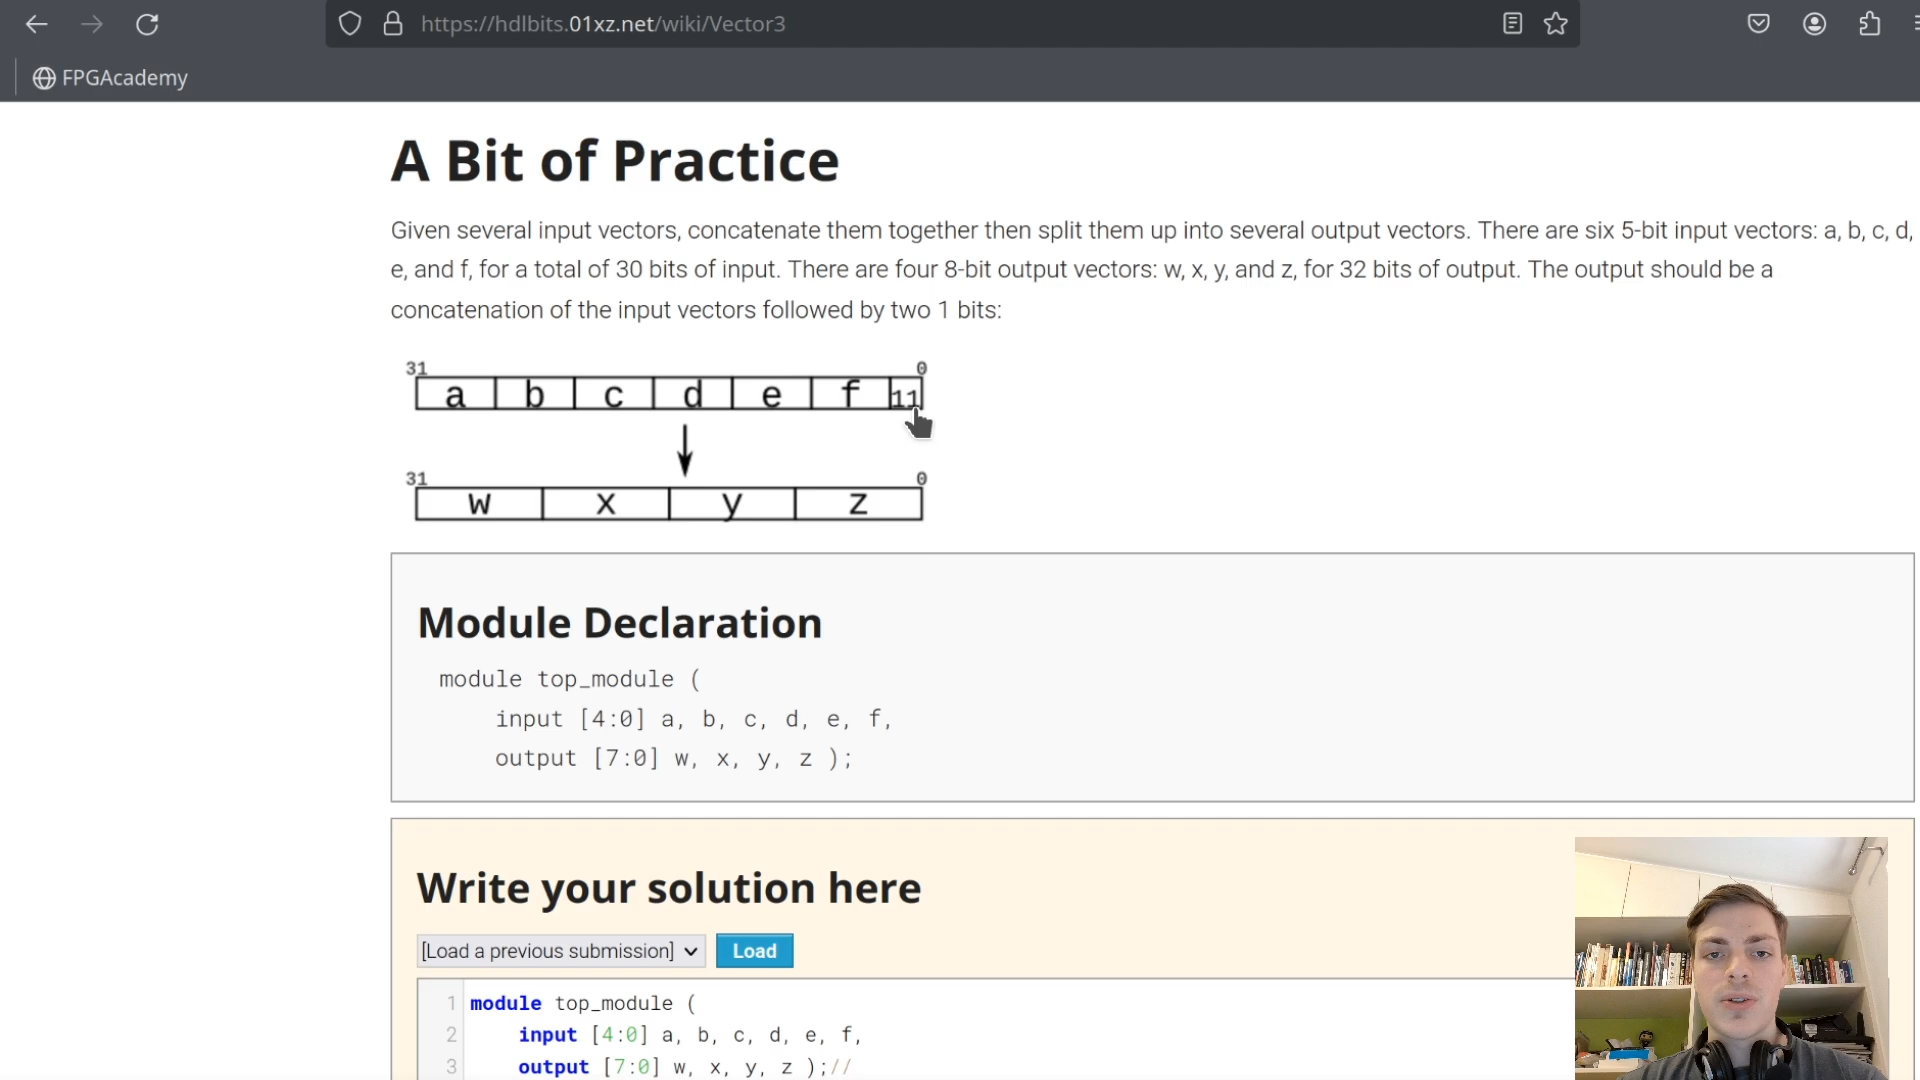 https://hdlbits.01xz.net/wiki/Vector3
FPGAcademy
A Bit of Practice
Given several input vectors, concatenate them together then split them up into several output vectors. There are six 5-bit input vectors: a, b, c, d,
e, and f, for a total of 30 bits of input. There are four 8-bit output vectors: w, x, y, and z, for 32 bits of output. The output should be a
concatenation of the input vectors followed by two 1 bits:
31 0
a b c d e f 11
31 0
w x y z
Module Declaration
module top_module (
input [4:0] a, b, c, d, e, f,
output [7:0] w, x, y, z );
Write your solution here
[Load a previous submission] Load
1 module top_module (
2 input [4:0] a, b, c, d, e, f,
3 output [7:0] w, x, y, z );//